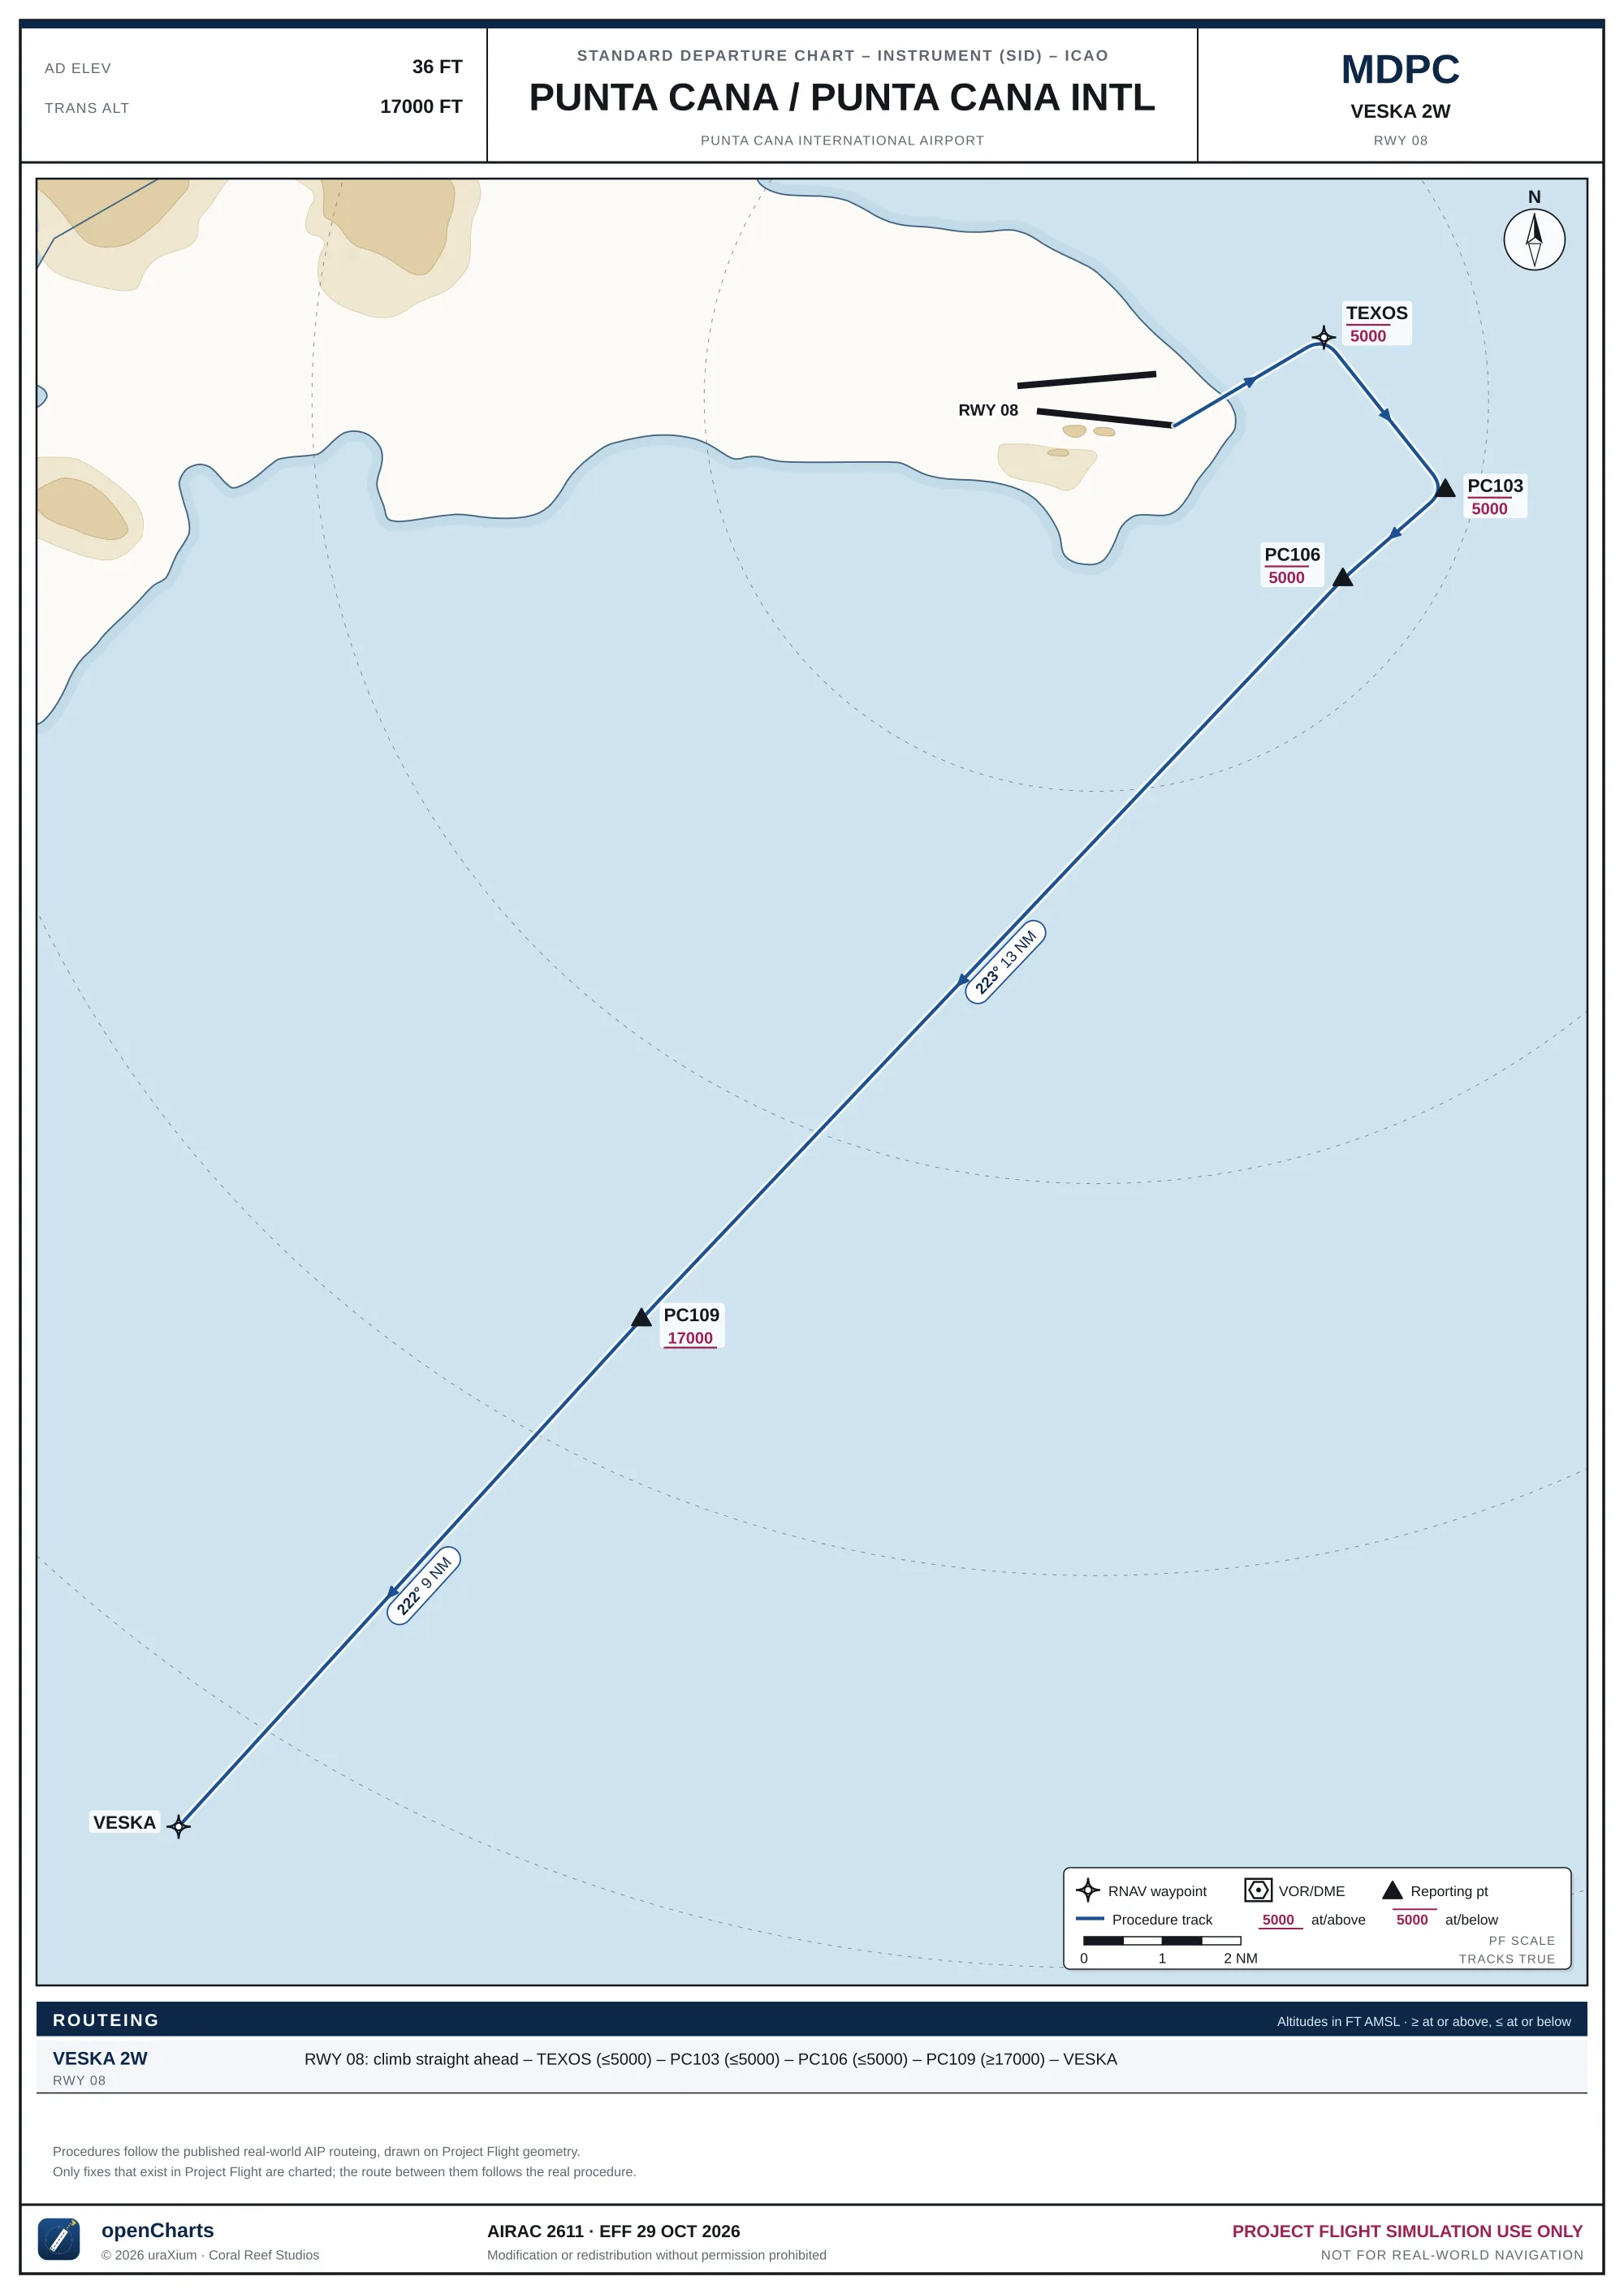 AD ELEV 36 FT
TRANS ALT 17000 FT
STANDARD DEPARTURE CHART – INSTRUMENT (SID) – ICAO
PUNTA CANA / PUNTA CANA INTL
PUNTA CANA INTERNATIONAL AIRPORT
MDPC
VESKA 2W
RWY 08
N
TEXOS
5000
RWY 08
PC103
5000
PC106
5000
223° 13 NM
PC109
17000
222° 9 NM
VESKA
RNAV waypoint VOR/DME Reporting pt
Procedure track 5000 at/above 5000 at/below
PF SCALE
0 1 2 NM TRACKS TRUE
ROUTEING Altitudes in FT AMSL · ≥ at or above, ≤ at or below
VESKA 2W RWY 08: climb straight ahead – TEXOS (≤5000) – PC103 (≤5000) – PC106 (≤5000) – PC109 (≥17000) – VESKA
RWY 08
Procedures follow the published real-world AIP routeing, drawn on Project Flight geometry.
Only fixes that exist in Project Flight are charted; the route between them follows the real procedure.
openCharts
© 2026 uraXium · Coral Reef Studios
AIRAC 2611 · EFF 29 OCT 2026
Modification or redistribution without permission prohibited
PROJECT FLIGHT SIMULATION USE ONLY
NOT FOR REAL-WORLD NAVIGATION